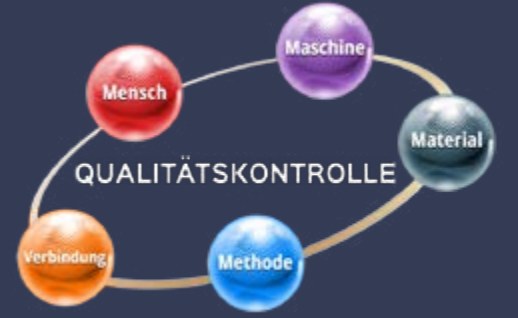 Maschine
Mensch
Material
QUALITÄTSKONTROLLE
Verbindung
Methode